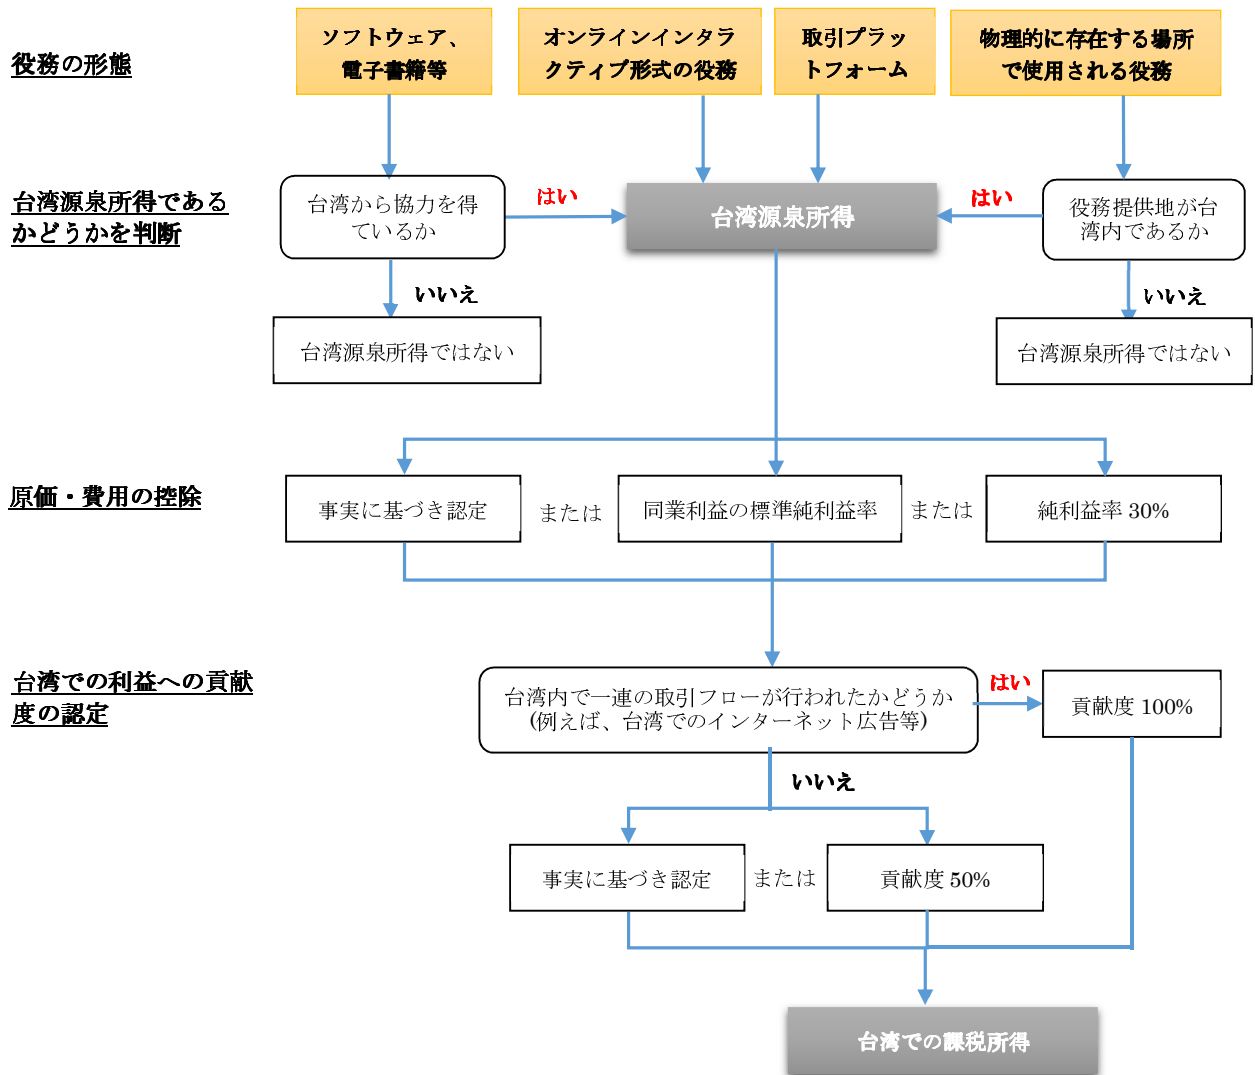 役務の形態
ソフトウェア、
電子書籍等
オンラインインタラ
クティブ形式の役務
取引プラッ
トフォーム
物理的に存在する場所
で使用される役務
台湾源泉所得である
かどうかを判断
台湾から協力を得
ているか
はい
台湾源泉所得
はい
役務提供地が台
湾内であるか
いいえ
いいえ
台湾源泉所得ではない
台湾源泉所得ではない
原価・費用の控除
事実に基づき認定
または
同業利益の標準純利益率
または
純利益率 30%
台湾での利益への貢献
度の認定
台湾内で一連の取引フローが行われたかどうか
(例えば、台湾でのインターネット広告等)
はい
貢献度 100%
いいえ
事実に基づき認定
または
貢献度 50%
台湾での課税所得